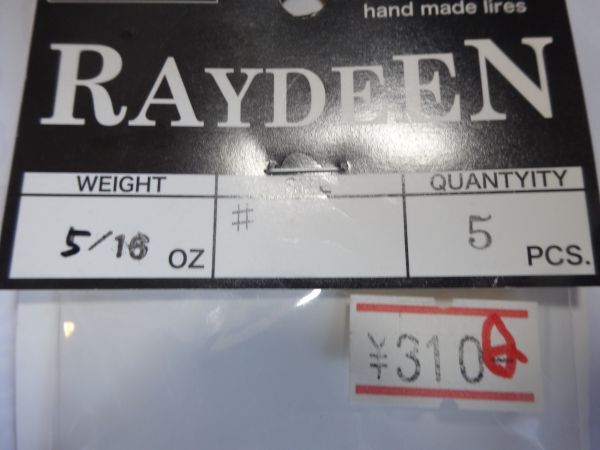 hand made lires
RAYDEEN
WEIGHT
QUANTYITY
5/16 OZ
#
5 PCS.
¥310-